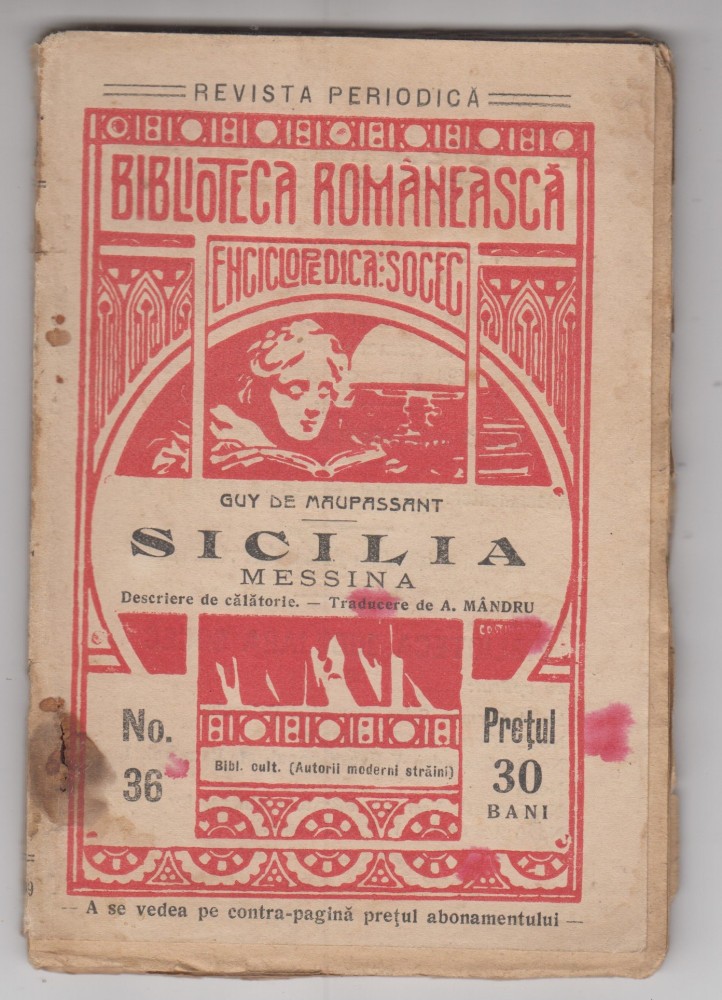 REVISTA PERIODICĂ
BIBLIOTECA ROMÂNEASCĂ
ENCICLOPEDICA: SOCEC
GUY DE MAUPASSANT
SICILIA
MESSINA
Descriere de călătorie. — Traducere de A. MÂNDRU
No.
36
Bibl. cult. (Autorii moderni străini)
Prețul
30
BANI
— A se vedea pe contra-pagină prețul abonamentului —